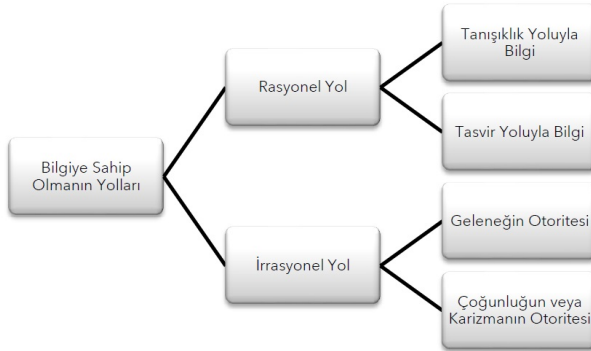 Bilgiye Sahip
Olmanın Yolları
Rasyonel Yol
Tanışıklık Yoluyla
Bilgi
Tasvir Yoluyla Bilgi
İrrasyonel Yol
Geleneğin Otoritesi
Çoğunluğun veya
Karizmanın Otoritesi